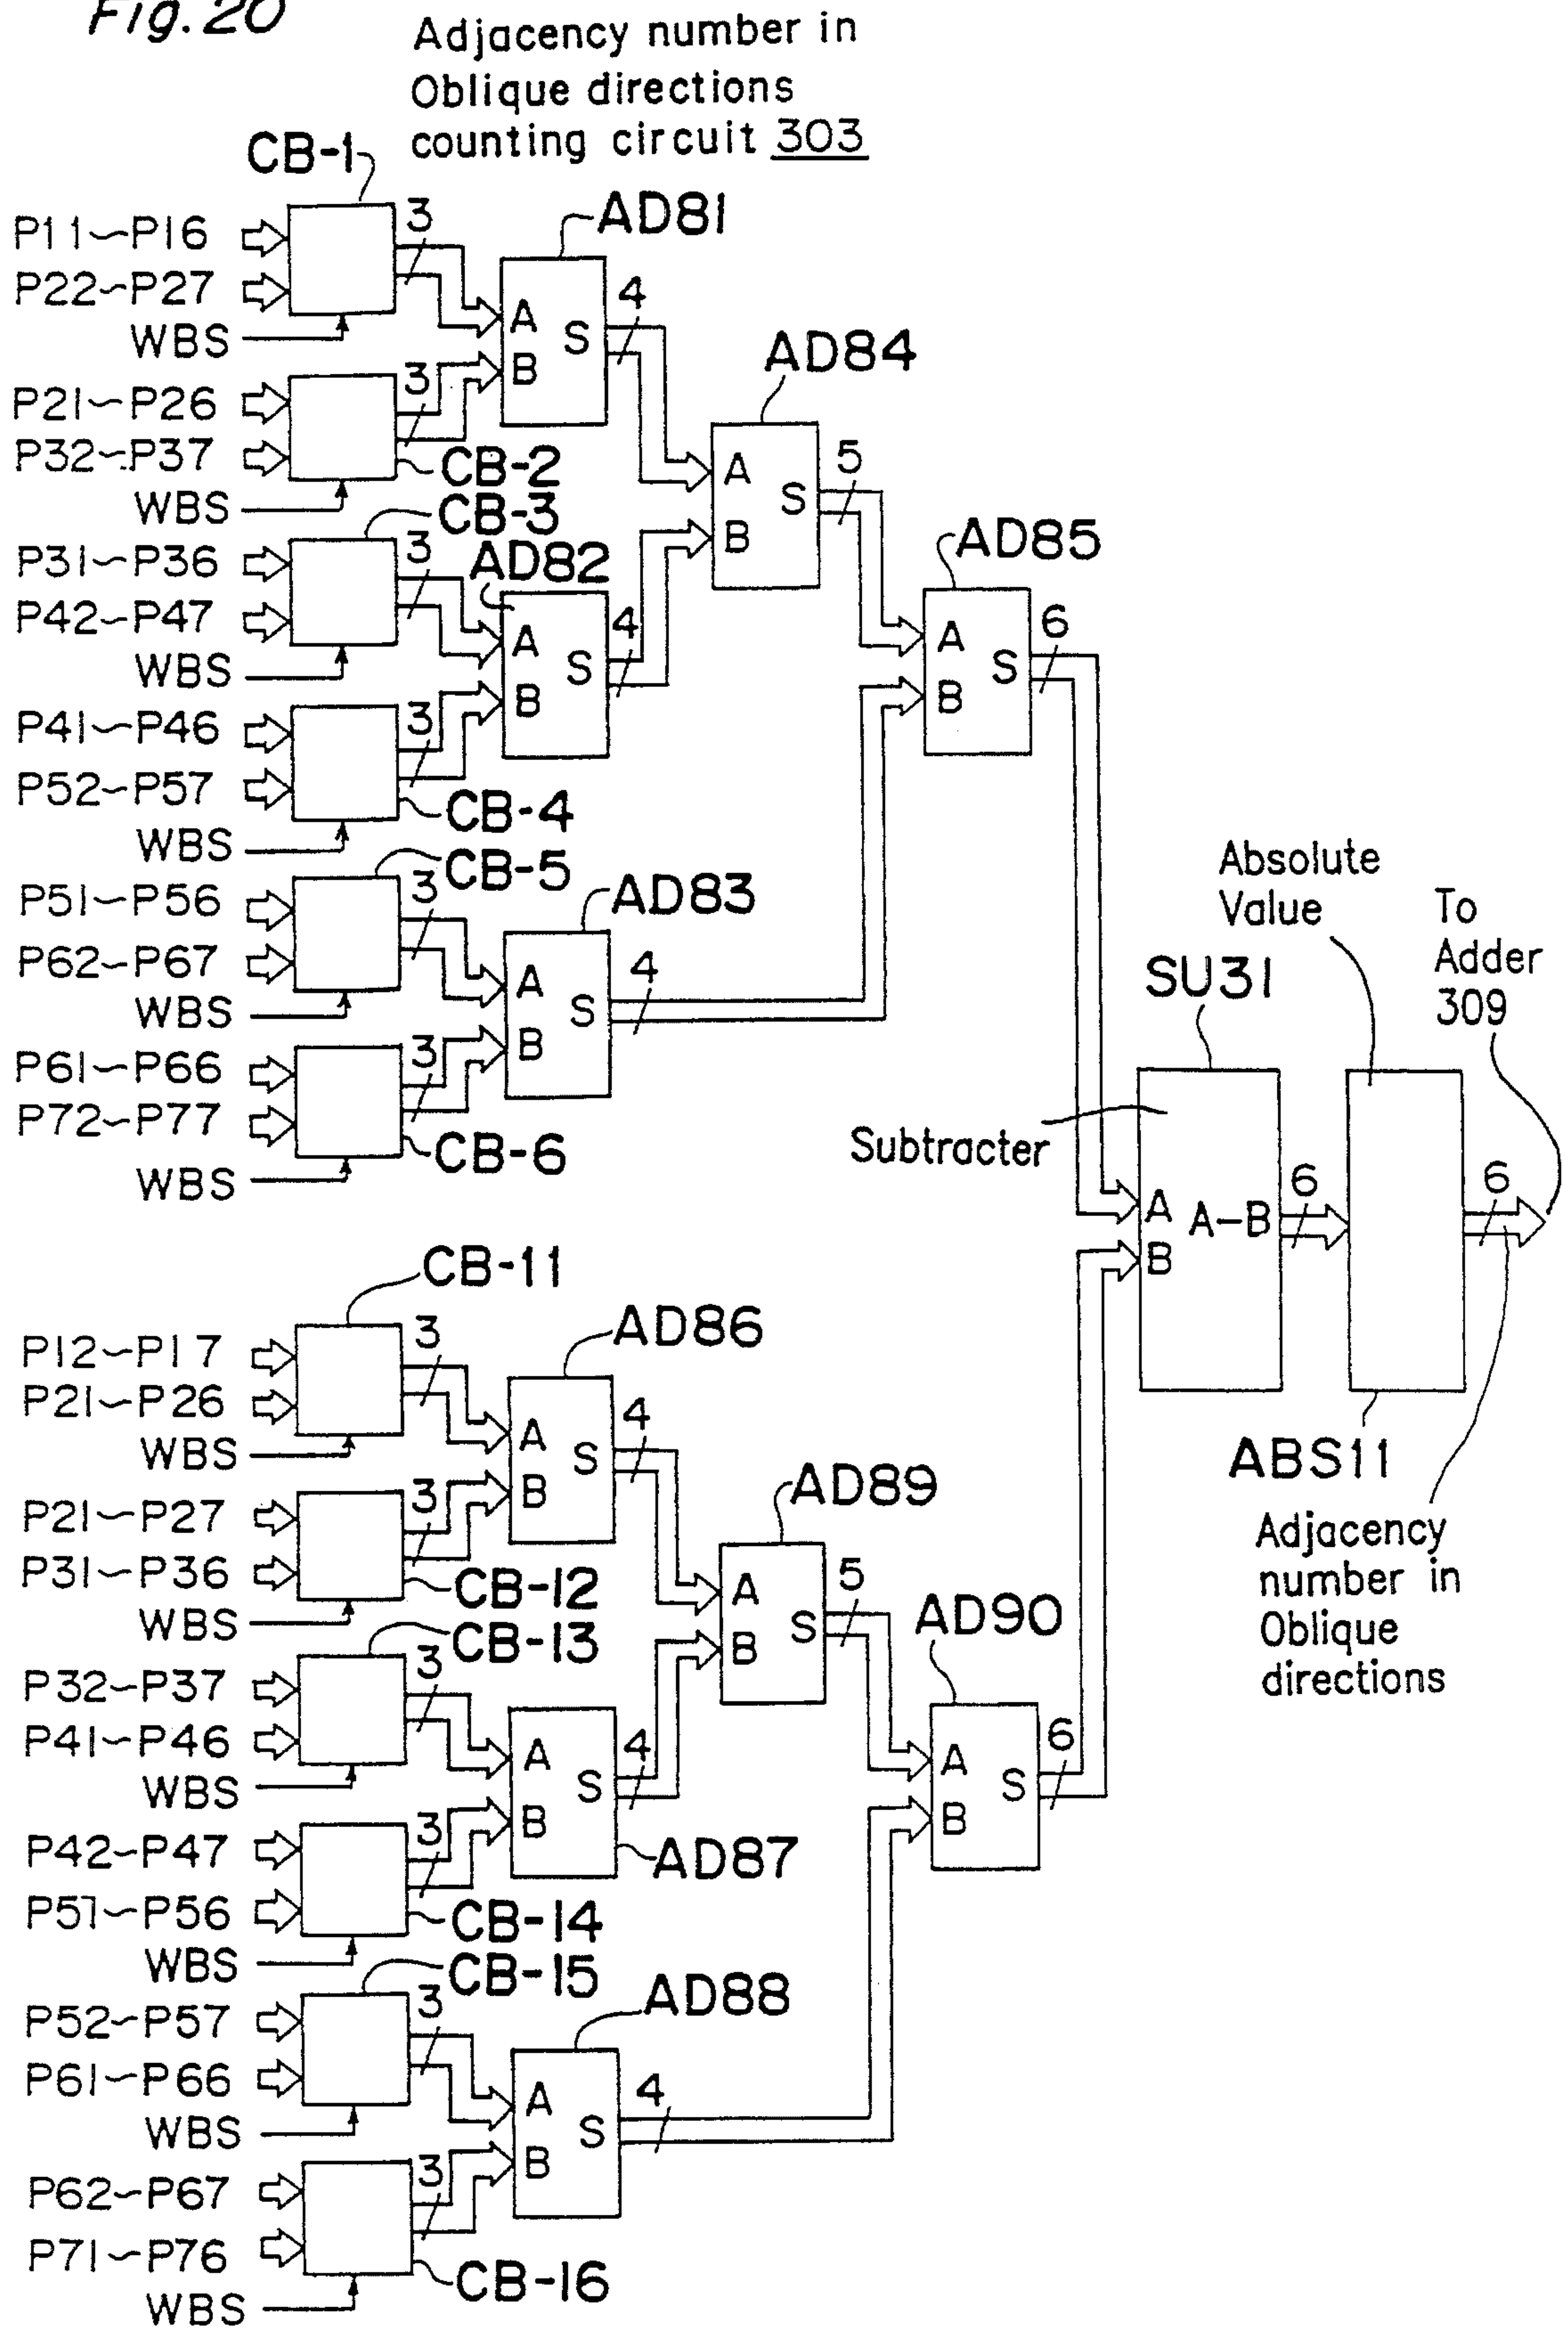 Fig.20
Adjacency number in
Oblique directions
counting circuit 303
CB-1
P11~P16
P22~P27
WBS
3
AD81
A
B
S
4
P21~P26
P32~P37
WBS
3
CB-2
CB-3
P31~P36
P42~P47
WBS
3
AD82
A
B
S
4
AD84
A
B
S
5
P41~P46
P52~P57
WBS
3
CB-4
CB-5
AD85
A
B
S
6
P51~P56
P62~P67
WBS
3
AD83
A
B
S
4
P61~P66
P72~P77
WBS
3
CB-6
Absolute
Value
To
Adder
309
SU31
Subtracter
A
B
A-B
6
6
ABS11
Adjacency
number in
Oblique
directions
CB-11
P12~P17
P21~P26
WBS
3
AD86
A
B
S
4
P21~P27
P31~P36
WBS
3
CB-12
CB-13
P32~P37
P41~P46
WBS
3
AD87
A
B
S
4
AD89
A
B
S
5
P42~P47
P51~P56
WBS
3
CB-14
CB-15
AD90
A
B
S
6
P52~P57
P61~P66
WBS
3
AD88
A
B
S
4
P62~P67
P71~P76
WBS
3
CB-16